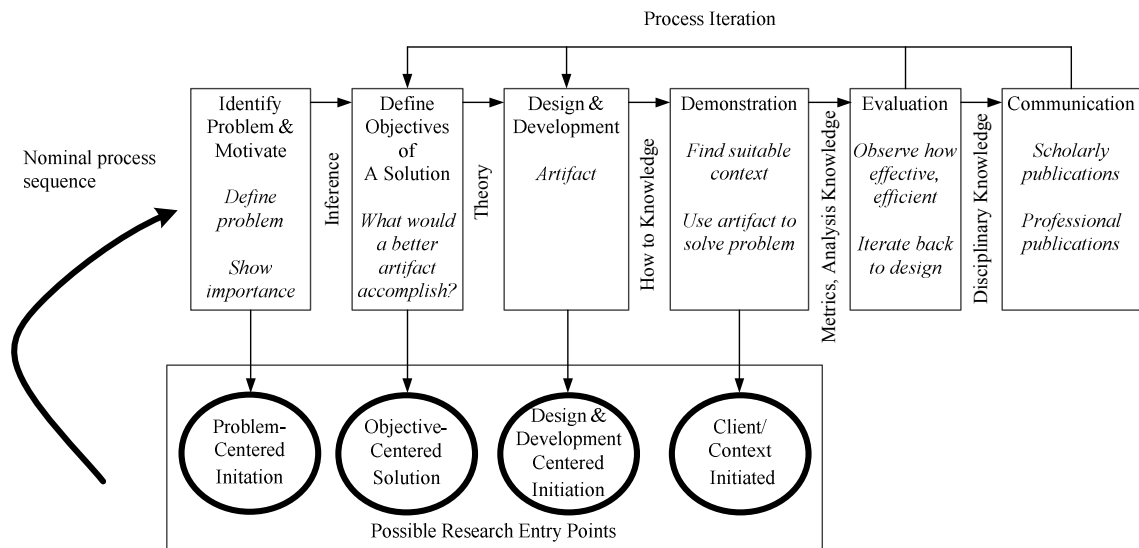 Process Iteration
Nominal process
sequence
Identify
Problem &
Motivate
Define
problem
Show
importance
Inference
Define
Objectives
of
A Solution
What would
a better
artifact
accomplish?
Theory
Design &
Development
Artifact
How to Knowledge
Demonstration
Find suitable
context
Use artifact to
solve problem
Metrics, Analysis Knowledge
Evaluation
Observe how
effective,
efficient
Iterate back
to design
Disciplinary Knowledge
Communication
Scholarly
publications
Professional
publications
Problem-
Centered
Initation
Objective-
Centered
Solution
Design &
Development
Centered
Initiation
Client/
Context
Initiated
Possible Research Entry Points